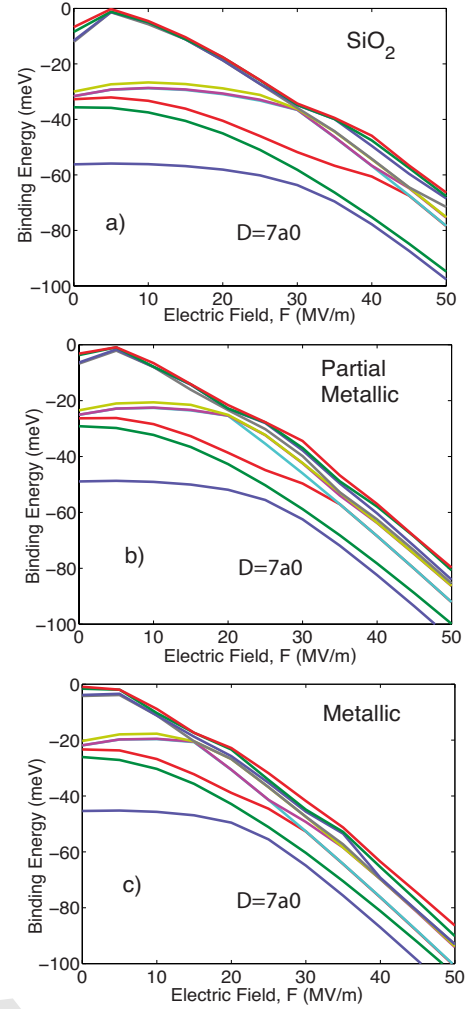 0
−20
−40
−60
−80
−100
Binding Energy (meV)
SiO2
a)
D=7a0
0 10 20 30 40 50
Electric Field, F (MV/m)
0
−20
−40
−60
−80
−100
Binding Energy (meV)
Partial
Metallic
b)
D=7a0
0 10 20 30 40 50
Electric Field, F (MV/m)
0
−20
−40
−60
−80
−100
Binding Energy (meV)
Metallic
c)
D=7a0
0 10 20 30 40 50
Electric Field, F (MV/m)